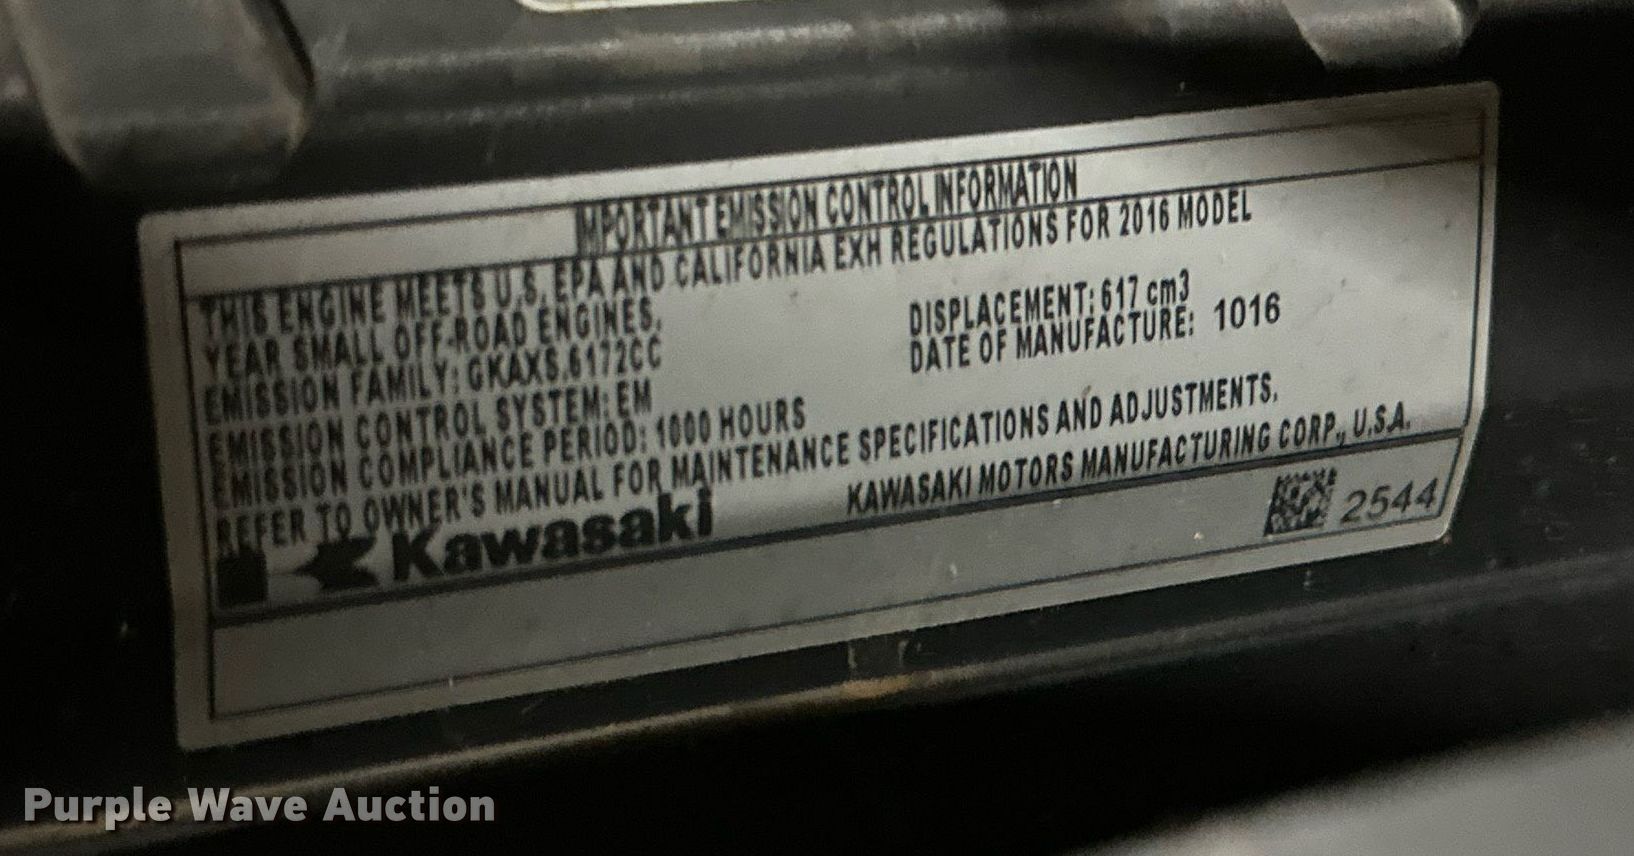 IMPORTANT EMISSION CONTROL INFORMATION
THIS ENGINE MEETS U.S. EPA AND CALIFORNIA EXH REGULATIONS FOR 2016 MODEL
YEAR SMALL OFF-ROAD ENGINES.
EMISSION FAMILY: GKAXS.6172CC
DISPLACEMENT: 617 cm3
EMISSION CONTROL SYSTEM: EM
DATE OF MANUFACTURE: 1016
EMISSION COMPLIANCE PERIOD: 1000 HOURS
REFER TO OWNER'S MANUAL FOR MAINTENANCE SPECIFICATIONS AND ADJUSTMENTS.
Kawasaki
KAWASAKI MOTORS MANUFACTURING CORP., U.S.A.
2544
Purple Wave Auction